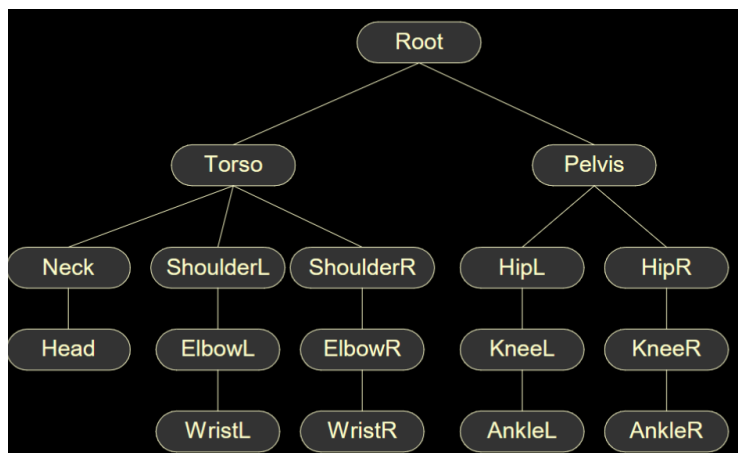 Root
Torso Pelvis
Neck ShoulderL ShoulderR HipL HipR
Head ElbowL ElbowR KneeL KneeR
WristL WristR AnkleL AnkleR